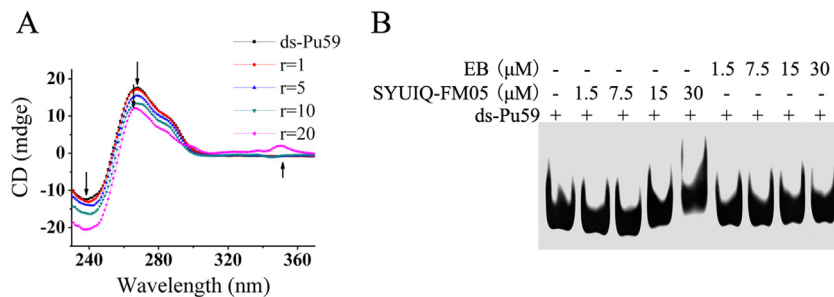 A
CD (mdge)
20
10
0
-10
-20
240 280 320 360
Wavelength (nm)
ds-Pu59
r=1
r=5
r=10
r=20
B
EB (μM) - - - - - 1.5 7.5 15 30
SYUIQ-FM05 (μM) - 1.5 7.5 15 30 - - - -
ds-Pu59 + + + + + + + + +